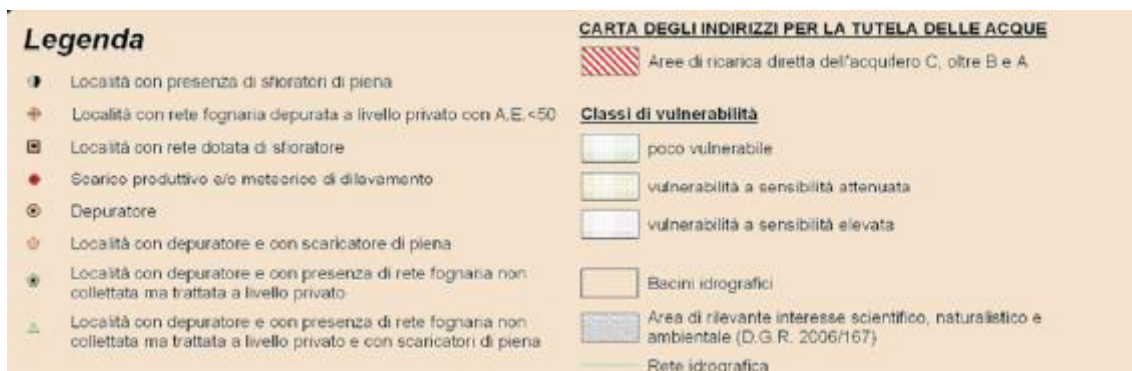 Legenda
Località con presenza di sfioratori di piena
Località con rete fognaria depurata a livello privato con A.E.<50
Località con rete dotata di sfioratore
Scarico produttivo e/o meteorico di dilavamento
Depuratore
Località con depuratore e con scaricatore di piena
Località con depuratore e con presenza di rete fognaria non
collettata ma trattata a livello privato
Località con depuratore e con presenza di rete fognaria non
collettata ma trattata a livello privato e con scaricatori di piena
CARTA DEGLI INDIRIZZI PER LA TUTELA DELLE ACQUE
Aree di ricarica diretta dell'acquifero C, oltre B e A
Classi di vulnerabilità
poco vulnerabile
vulnerabilità a sensibilità attenuata
vulnerabilità a sensibilità elevata
Bacini idrografici
Area di rilevante interesse scientifico, naturalistico e
ambientale (D.G.R. 2006/167)
Rete idrografica